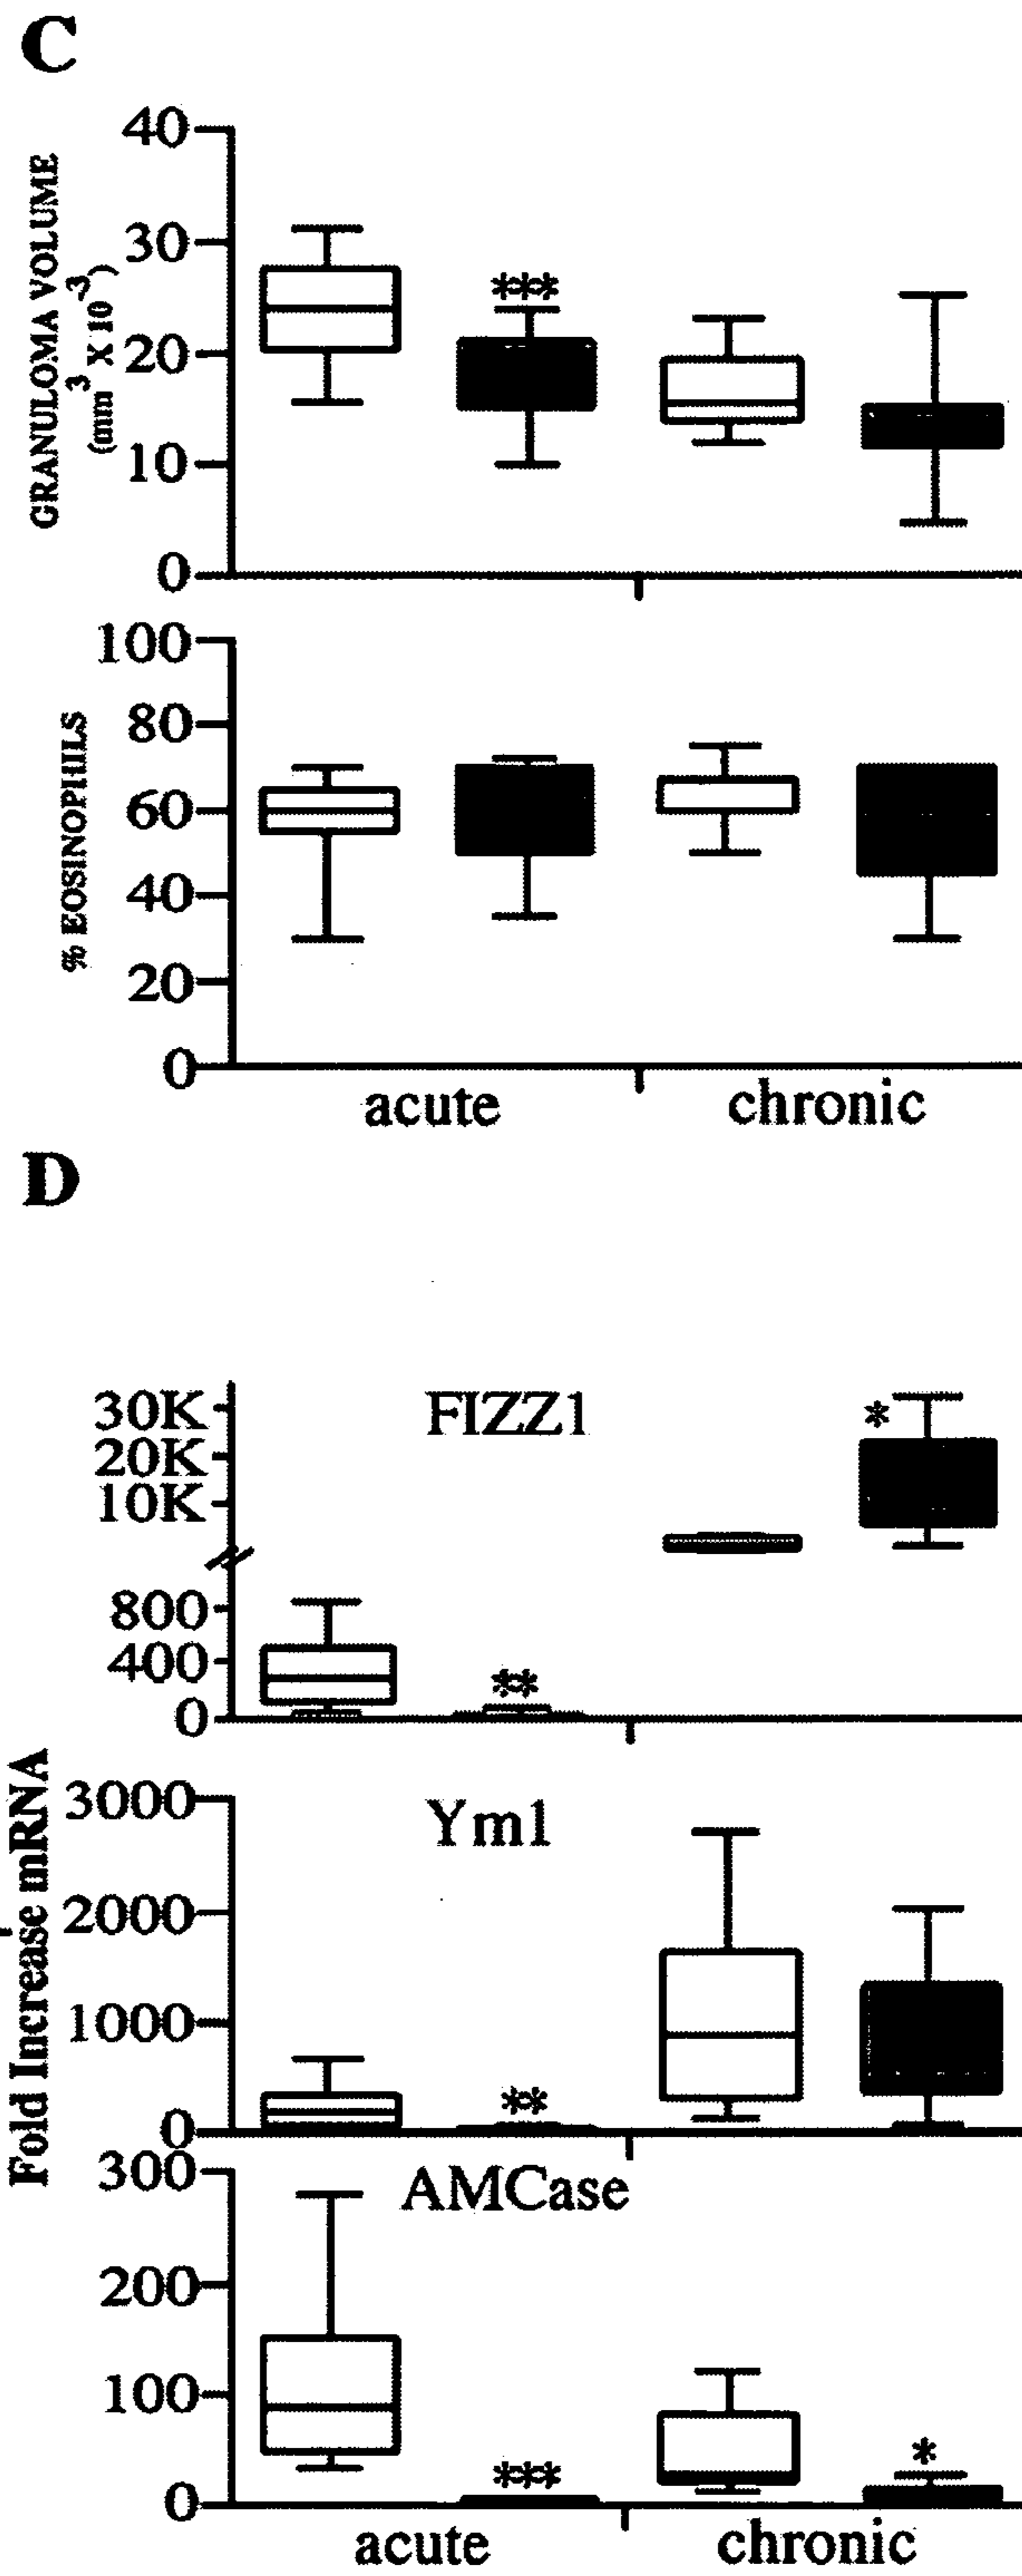 C
GRANULOMA VOLUME
(mm³ X 10⁻³)
40
30
20
10
0
***
% EOSINOPHILS
100
80
60
40
20
0
acute chronic
D
Fold Increase mRNA
FIZZ1
30K
20K
10K
800
400
0
*
**
Ym1
3000
2000
1000
0
**
AMCase
300
200
100
0
***
*
acute chronic